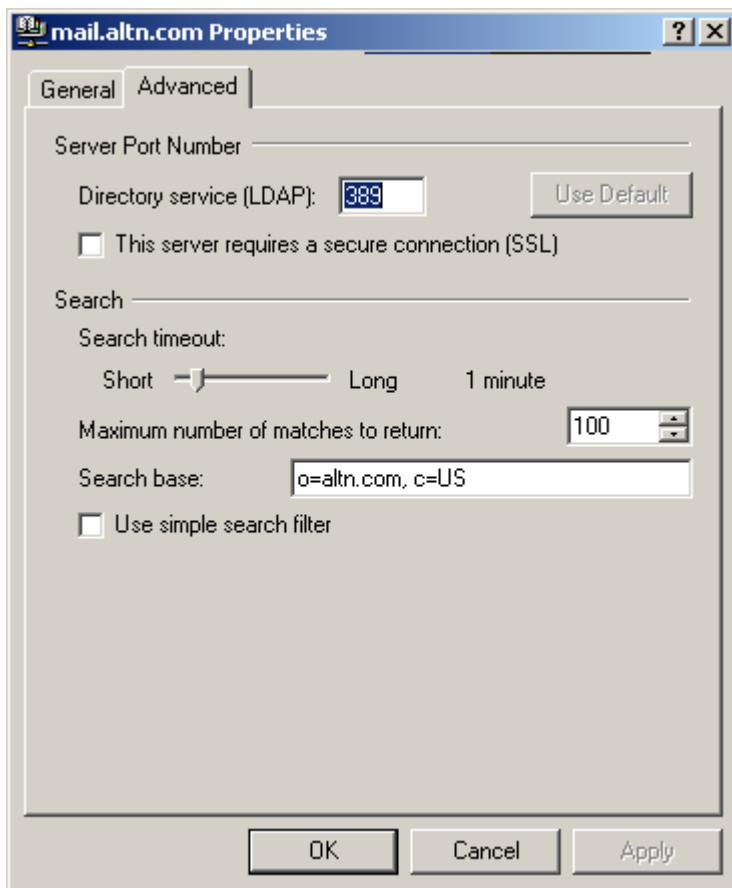 mail.altn.com Properties
General Advanced
Server Port Number
Directory service (LDAP): 389 Use Default
This server requires a secure connection (SSL)
Search
Search timeout:
Short Long 1 minute
Maximum number of matches to return: 100
Search base: o=altn.com, c=US
Use simple search filter
OK Cancel Apply